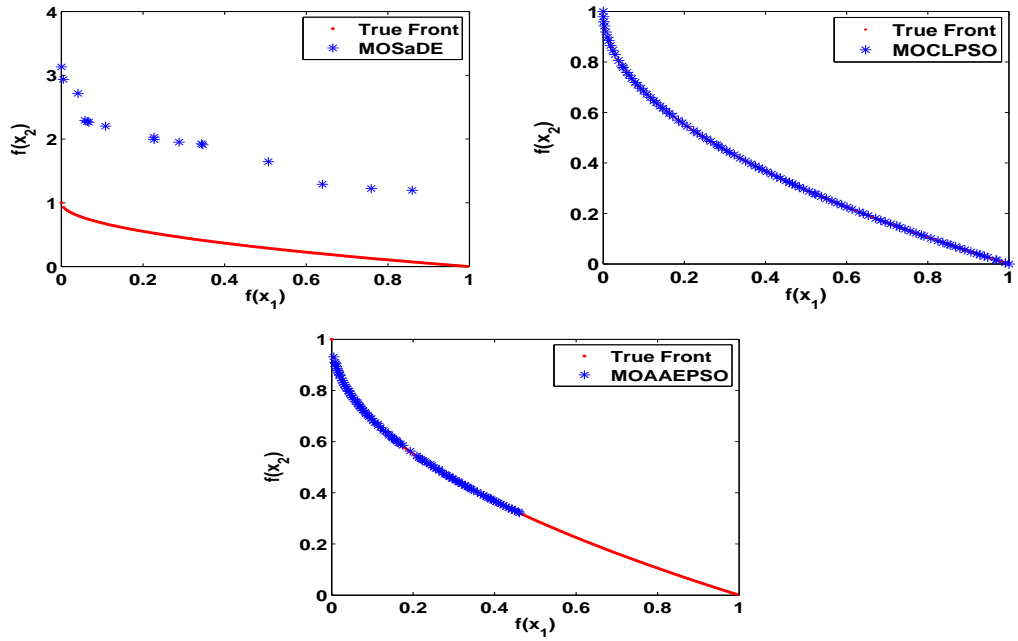 4
3
2
1
0
0 0.2 0.4 0.6 0.8 1
f(x₂)
f(x₁)
True Front
MOSaDE
1
0.8
0.6
0.4
0.2
0
0.2 0.4 0.6 0.8 1
f(x₂)
f(x₁)
True Front
MOCLPSO
1
0.8
0.6
0.4
0.2
0
0 0.2 0.4 0.6 0.8 1
f(x₂)
f(x₁)
True Front
MOAAEPSO